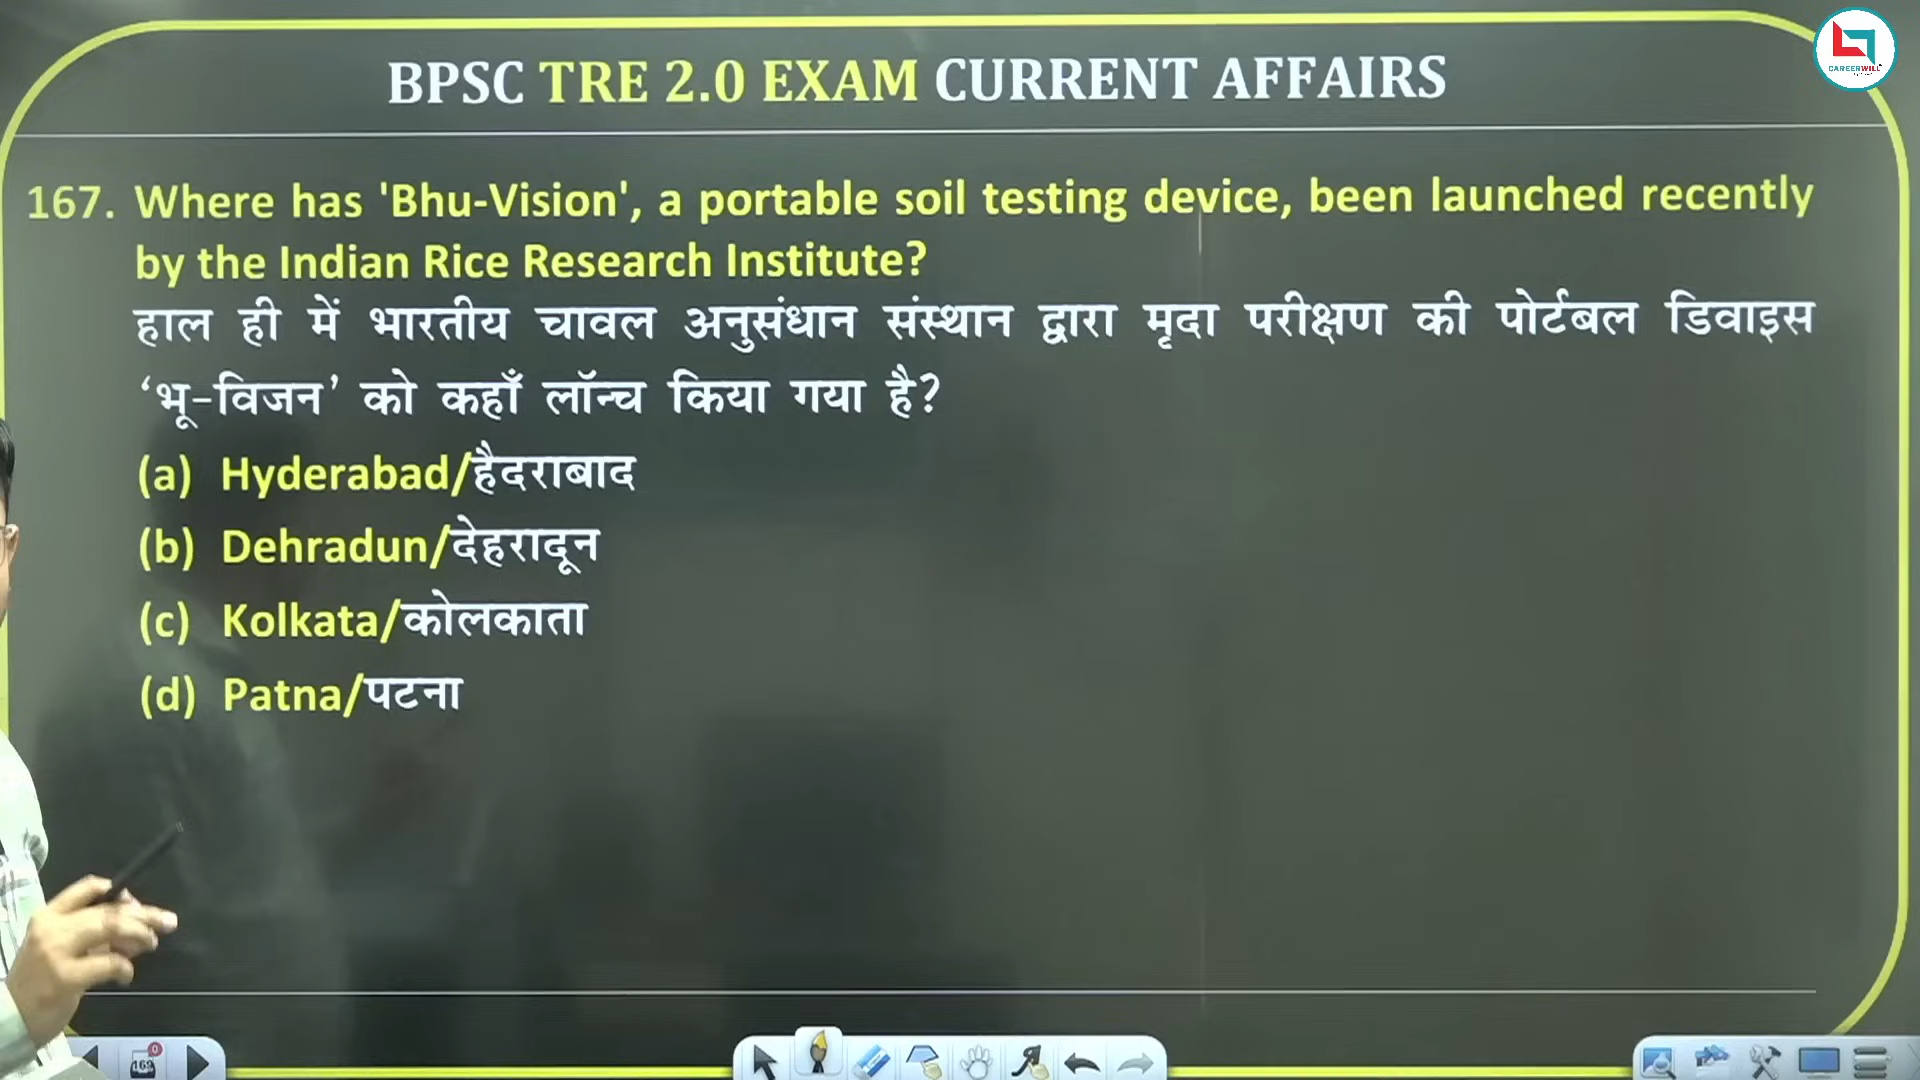 BPSC TRE 2.0 EXAM CURRENT AFFAIRS
CAREERWILL
167. Where has 'Bhu-Vision', a portable soil testing device, been launched recently
by the Indian Rice Research Institute?
हाल ही में भारतीय चावल अनुसंधान संस्थान द्वारा मृदा परीक्षण की पोर्टबल डिवाइस
‘भू-विजन’ को कहाँ लॉन्च किया गया है?
(a) Hyderabad/हैदराबाद
(b) Dehradun/देहरादून
(c) Kolkata/कोलकाता
(d) Patna/पटना